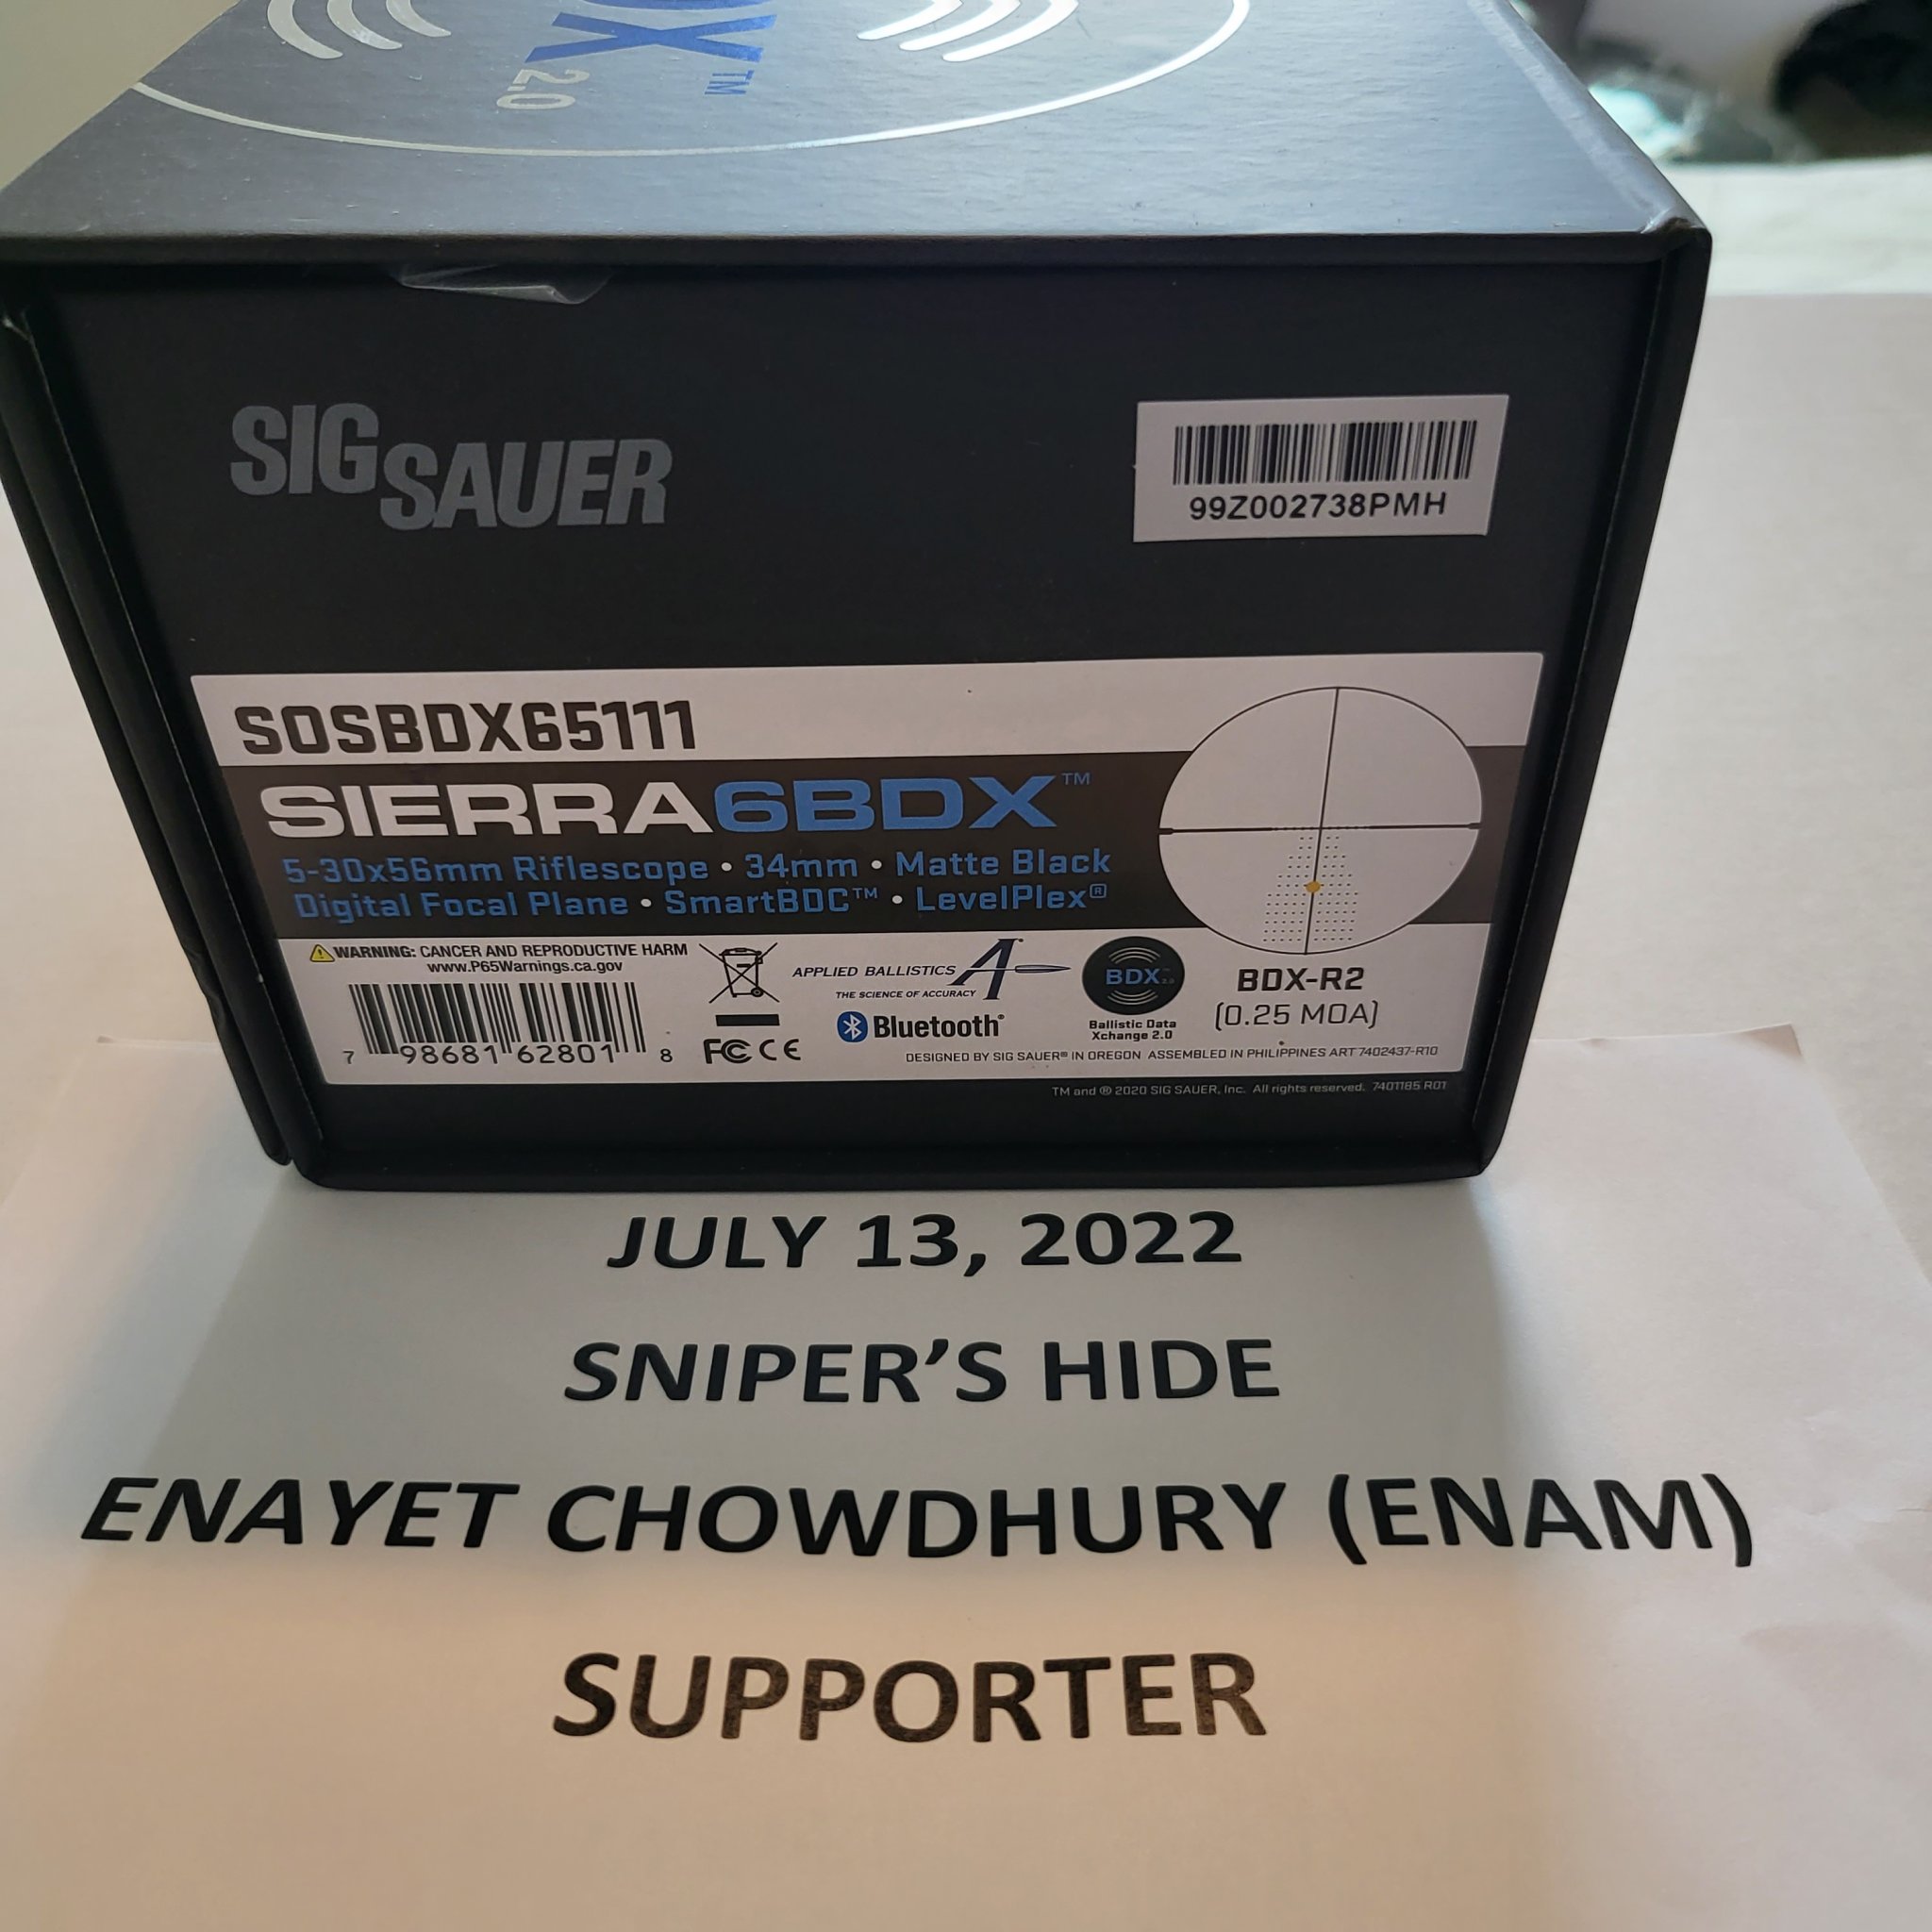 DX™
2.0
SIG SAUER
99Z002738PMH
SOSBDX65111
SIERRA6BDX™
5-30x56mm Riflescope • 34mm • Matte Black
Digital Focal Plane • SmartBDC™ • LevelPlex®
WARNING: CANCER AND REPRODUCTIVE HARM
www.P65Warnings.ca.gov
7 98681 62801 8
FC CE
APPLIED BALLISTICS
THE SCIENCE OF ACCURACY
Bluetooth®
BDX™ 2.0
Ballistic Data
Xchange 2.0
BDX-R2
(0.25 MOA)
DESIGNED BY SIG SAUER® IN OREGON ASSEMBLED IN PHILIPPINES ART 7402437-R10
TM and ® 2020 SIG SAUER, Inc. All rights reserved. 7401185 R01
JULY 13, 2022
SNIPER’S HIDE
ENAYET CHOWDHURY (ENAM)
SUPPORTER